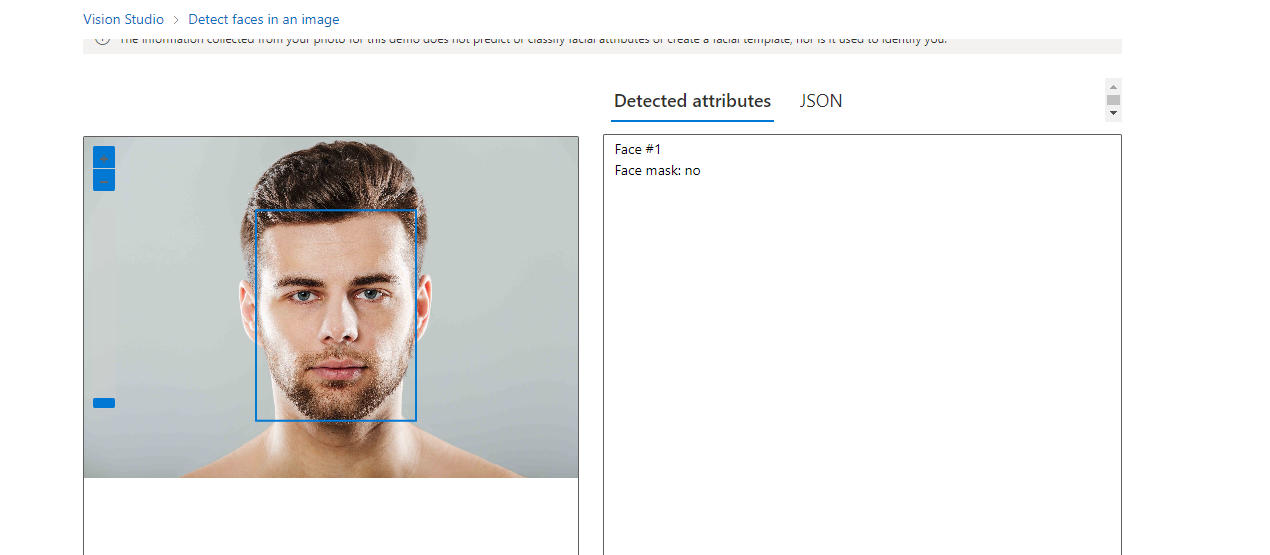 Vision Studio > Detect faces in an image
The information collected from your photo for this demo does not predict or classify facial attributes or create a facial template, nor is it used to identify you.
Detected attributes JSON
Face #1
Face mask: no